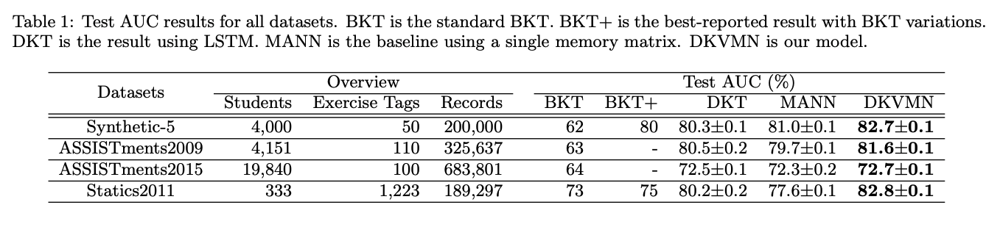 Table 1: Test AUC results for all datasets. BKT is the standard BKT. BKT+ is the best-reported result with BKT variations.
DKT is the result using LSTM. MANN is the baseline using a single memory matrix. DKVMN is our model.
Datasets Overview Test AUC (%)
Students Exercise Tags Records BKT BKT+ DKT MANN DKVMN
Synthetic-5 4,000 50 200,000 62 80 80.3±0.1 81.0±0.1 82.7±0.1
ASSISTments2009 4,151 110 325,637 63 - 80.5±0.2 79.7±0.1 81.6±0.1
ASSISTments2015 19,840 100 683,801 64 - 72.5±0.1 72.3±0.2 72.7±0.1
Statics2011 333 1,223 189,297 73 75 80.2±0.2 77.6±0.1 82.8±0.1